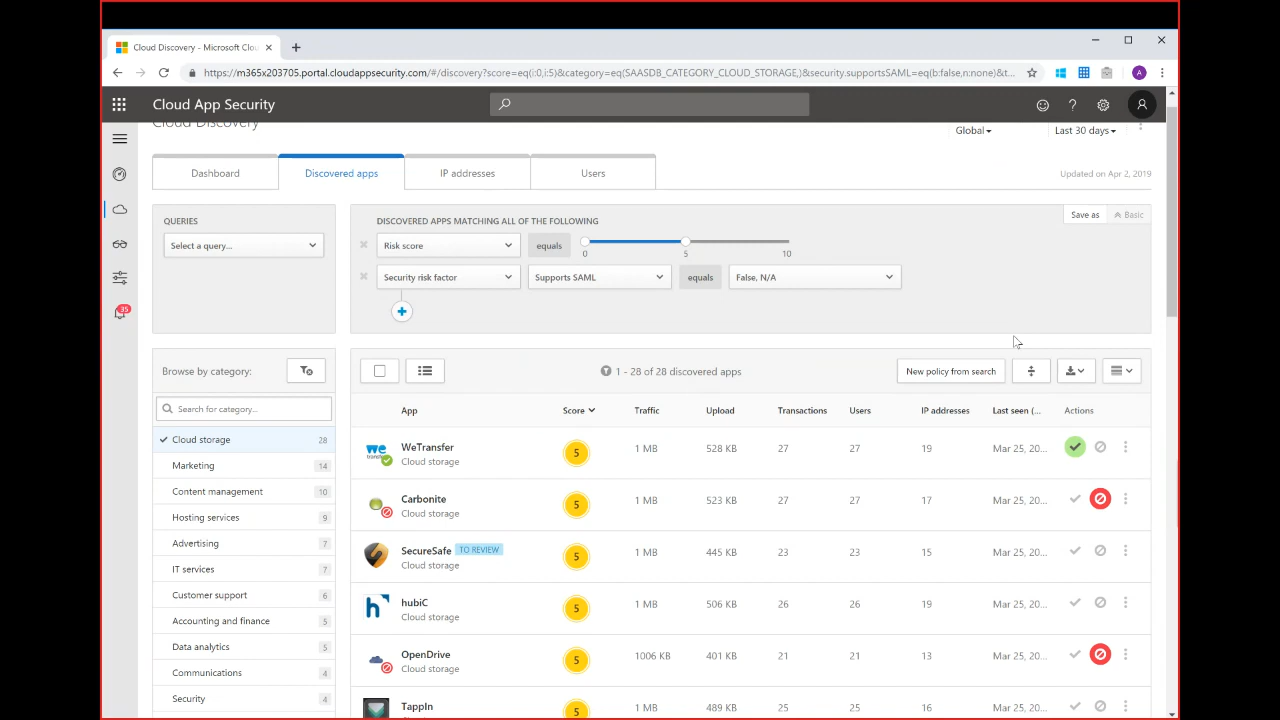 Cloud Discovery - Microsoft Clou
https://m365x203705.portal.cloudappsecurity.com/#/discovery?score=eq(i:0,i:5)&category=eq(SAASDB_CATEGORY_CLOUD_STORAGE,)&security.supportsSAML=eq(b:false,n:none)&t...
A
Cloud App Security
?
Cloud Discovery
Global
Last 30 days
Dashboard
Discovered apps
IP addresses
Users
Updated on Apr 2, 2019
QUERIES
Select a query...
DISCOVERED APPS MATCHING ALL OF THE FOLLOWING
Save as
Basic
Risk score
equals
0
5
10
Security risk factor
Supports SAML
equals
False, N/A
35
Browse by category:
Search for category...
Cloud storage 28
Marketing 14
Content management 10
Hosting services 9
Advertising 7
IT services 7
Customer support 6
Accounting and finance 5
Data analytics 5
Communications 4
Security 4
1 - 28 of 28 discovered apps
New policy from search
App Score Traffic Upload Transactions Users IP addresses Last seen (... Actions
we
WeTransfer
Cloud storage
5 1 MB 528 KB 27 27 19 Mar 25, 20...
Carbonite
Cloud storage
5 1 MB 523 KB 27 27 17 Mar 25, 20...
SecureSafe TO REVIEW
Cloud storage
5 1 MB 445 KB 23 23 15 Mar 25, 20...
h
hubiC
Cloud storage
5 1 MB 506 KB 26 26 19 Mar 25, 20...
OpenDrive
Cloud storage
5 1006 KB 401 KB 21 21 13 Mar 25, 20...
TappIn
5 1 MB 489 KB 25 25 16 Mar 25, 20...